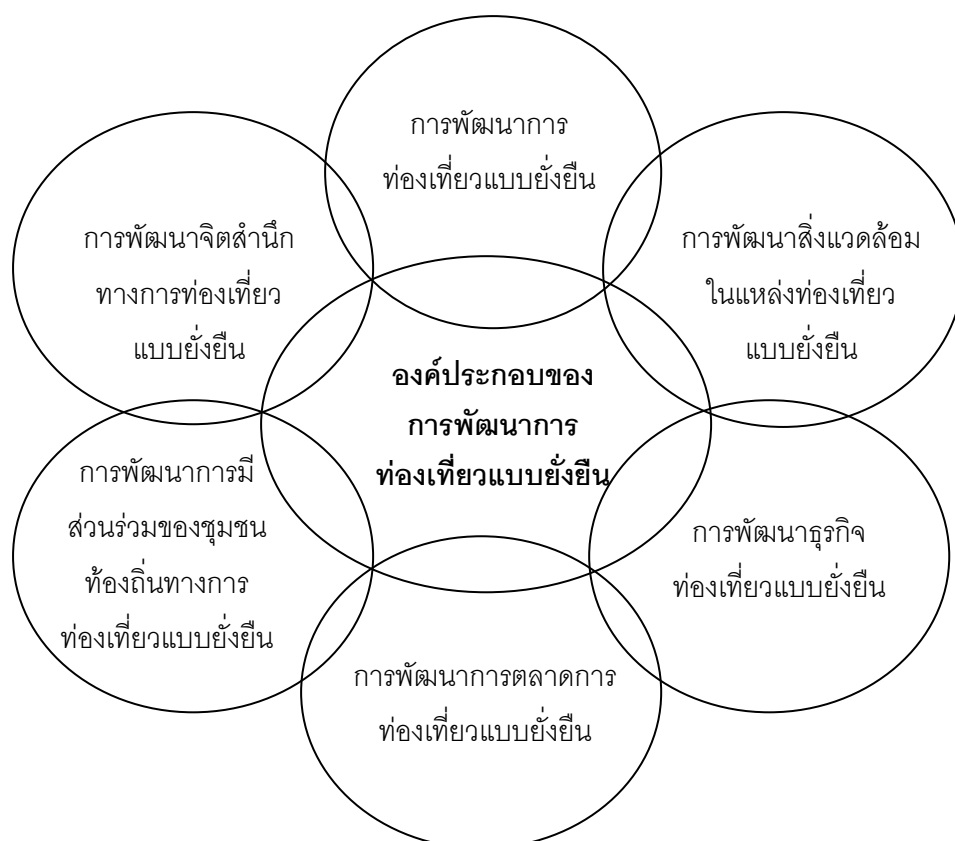 การพัฒนาการ
ท่องเที่ยวแบบยั่งยืน
การพัฒนาจิตสำนึก
ทางการท่องเที่ยว
แบบยั่งยืน
การพัฒนาสิ่งแวดล้อม
ในแหล่งท่องเที่ยว
แบบยั่งยืน
องค์ประกอบของ
การพัฒนาการ
ท่องเที่ยวแบบยั่งยืน
การพัฒนาการมี
ส่วนร่วมของชุมชน
ท้องถิ่นทางการ
ท่องเที่ยวแบบยั่งยืน
การพัฒนาธุรกิจ
ท่องเที่ยวแบบยั่งยืน
การพัฒนาการตลาดการ
ท่องเที่ยวแบบยั่งยืน